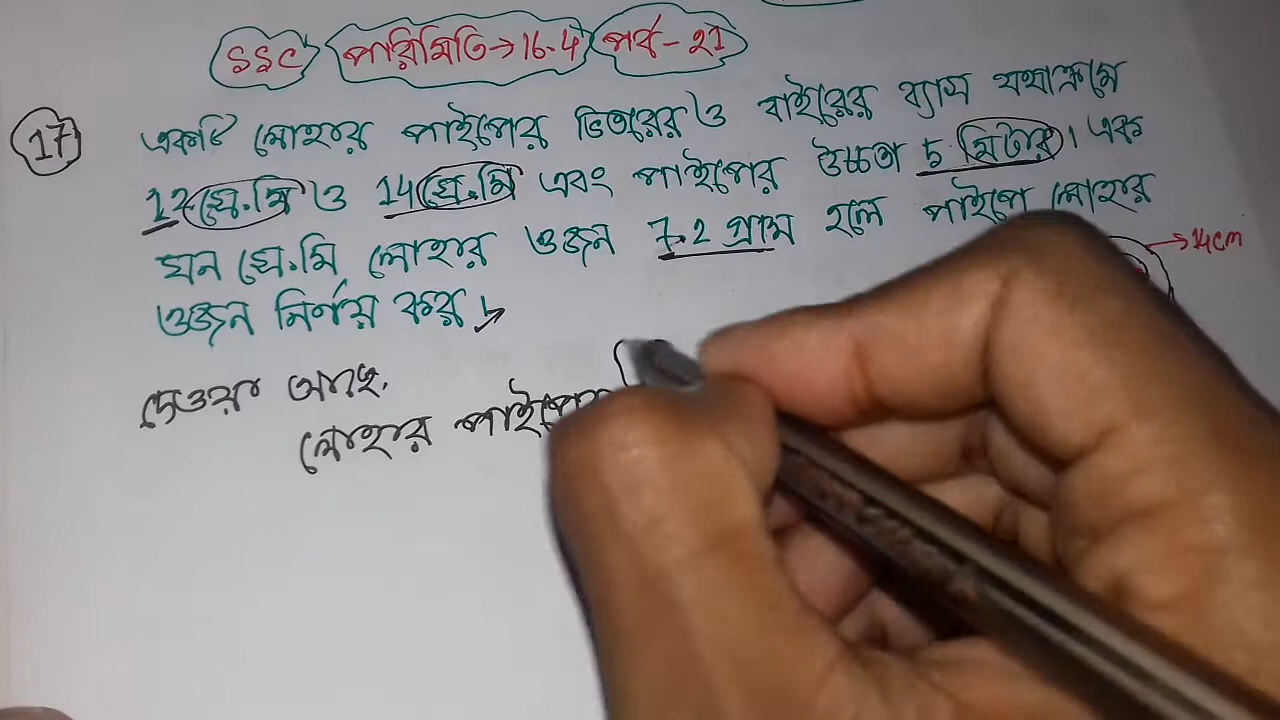 SSC পরিমিতি→16.4 পর্ব-21
17 একটি লোহার পাইপের ভিতরের ও বাইরের ব্যাস যথাক্রমে
12 সে.মি ও 14 সে.মি এবং পাইপের উচ্চতা 5 মিটার। এক
ঘন সে.মি লোহার ওজন 7.2 গ্রাম হলে পাইপে লোহার
→14cm
ওজন নির্ণয় কর।
দেওয়া আছে,
লোহার পাইপের